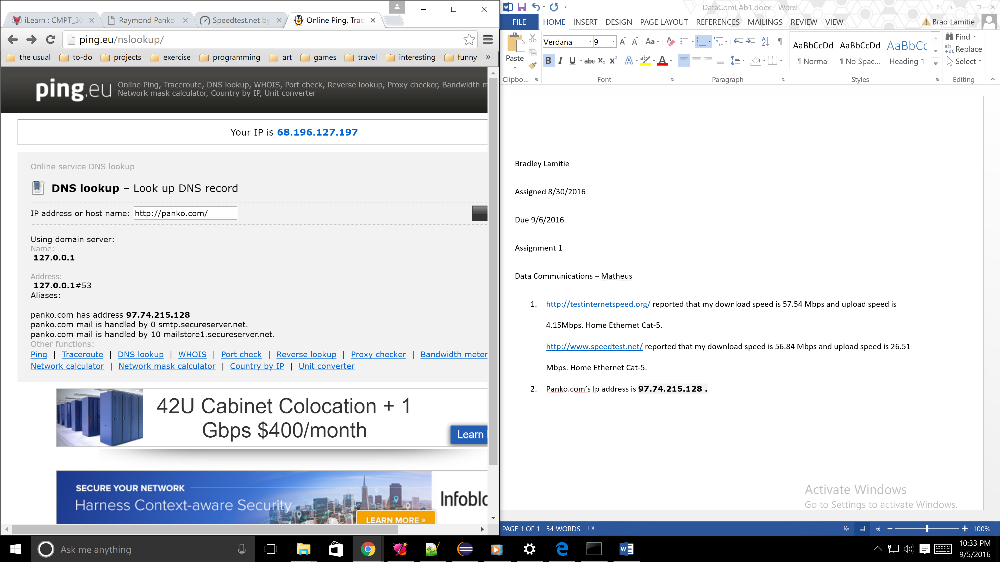 iLearn : CMPT_30
Raymond Panko
Speedtest.net by
Online Ping, Trac
ping.eu/nslookup/
the usual
to-do
projects
exercise
programming
art
games
travel
interesting
funny
»
ping.eu
Online Ping, Traceroute, DNS lookup, WHOIS, Port check, Reverse lookup, Proxy checker, Bandwidth m
Network mask calculator, Country by IP, Unit converter
Your IP is 68.196.127.197
Online service DNS lookup
DNS lookup – Look up DNS record
IP address or host name: http://panko.com/
Using domain server:
Name:
127.0.0.1
Address:
127.0.0.1#53
Aliases:
panko.com has address 97.74.215.128
panko.com mail is handled by 0 smtp.secureserver.net.
panko.com mail is handled by 10 mailstore1.secureserver.net.
Other functions:
Ping | Traceroute | DNS lookup | WHOIS | Port check | Reverse lookup | Proxy checker | Bandwidth meter
Network calculator | Network mask calculator | Country by IP | Unit converter
42U Cabinet Colocation + 1
Gbps $400/month
Learn
SECURE YOUR NETWORK
Harness Context-aware Security
LEARN MORE »
Infoblo
DataComLAb1.docx - Word
FILE
HOME
INSERT
DESIGN
PAGE LAYOUT
REFERENCES
MAILINGS
REVIEW
VIEW
Brad Lamitie
Paste
Clipbo...
Verdana
9
Aa
B I U abc x₂ x²
Font
Paragraph
AaBbCcDd
AaBbCcDd
AaBbCc
¶ Normal
¶ No Spac...
Heading 1
Styles
Find
Replace
Select
Editing
Bradley Lamitie
Assigned 8/30/2016
Due 9/6/2016
Assignment 1
Data Communications – Matheus
1. http://testinternetspeed.org/ reported that my download speed is 57.54 Mbps and upload speed is
4.15Mbps. Home Ethernet Cat-5.
http://www.speedtest.net/ reported that my download speed is 56.84 Mbps and upload speed is 26.51
Mbps. Home Ethernet Cat-5.
2. Panko.com’s Ip address is 97.74.215.128 .
Activate Windows
Go to Settings to activate Windows.
PAGE 1 OF 1
54 WORDS
100%
Ask me anything
10:33 PM
9/5/2016